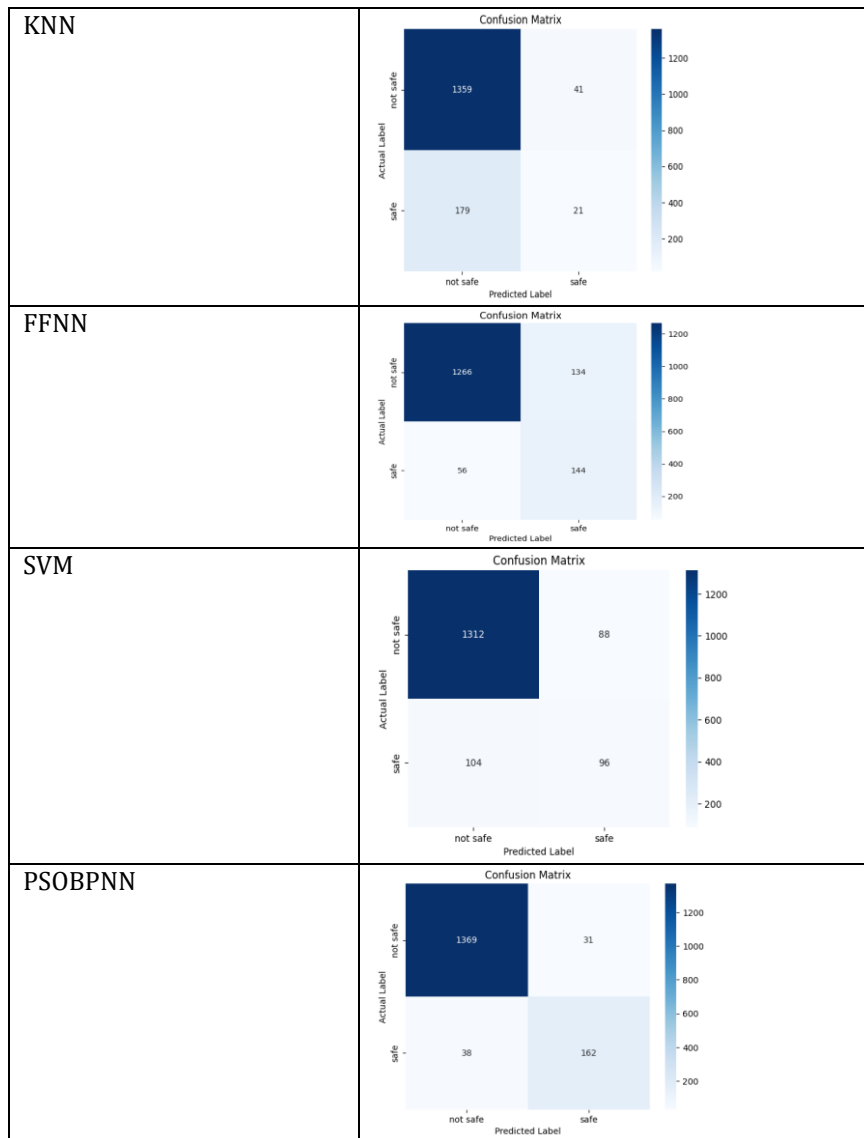 KNN
Confusion Matrix
not safe
1359
41
1200
1000
800
600
400
200
Actual Label
safe
179
21
not safe
safe
Predicted Label
FFNN
Confusion Matrix
not safe
1266
134
1200
1000
800
600
400
200
Actual Label
safe
56
144
not safe
safe
Predicted Label
SVM
Confusion Matrix
not safe
1312
88
1200
1000
800
600
400
200
Actual Label
safe
104
96
not safe
safe
Predicted Label
PSOBPNN
Confusion Matrix
not safe
1369
31
1200
1000
800
600
400
200
Actual Label
safe
38
162
not safe
safe
Predicted Label